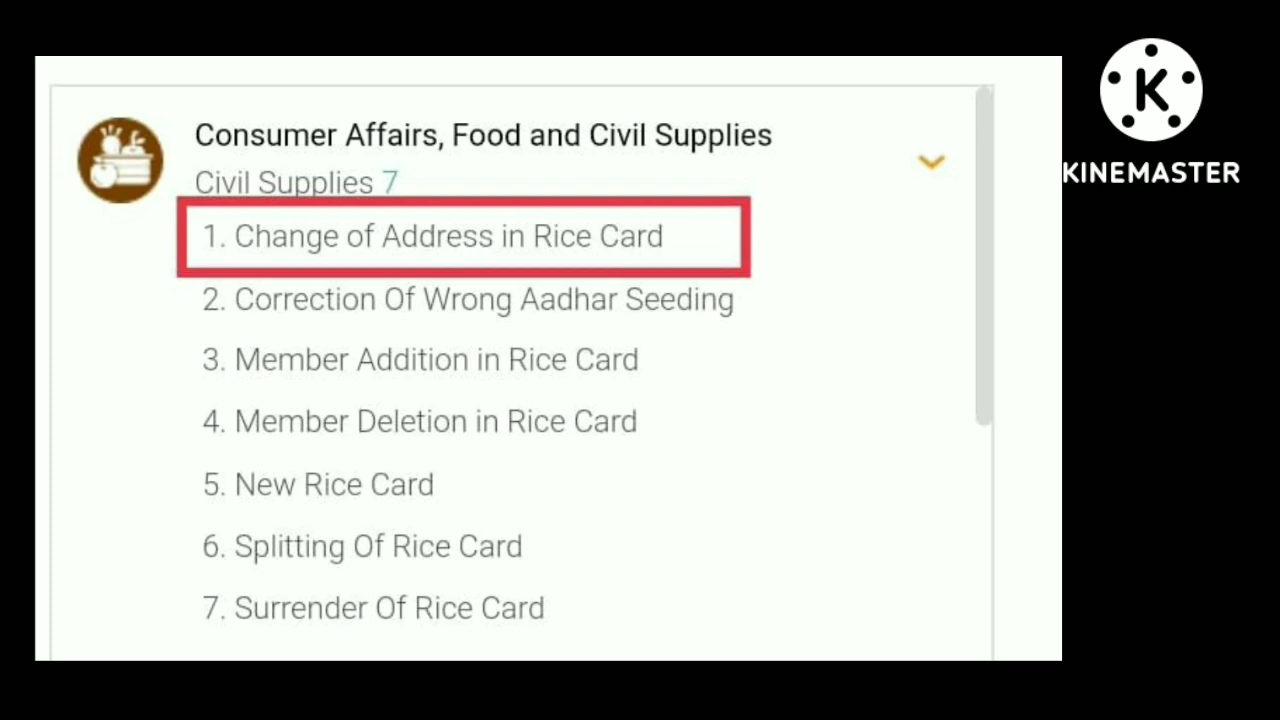 Consumer Affairs, Food and Civil Supplies
Civil Supplies 7
1. Change of Address in Rice Card
2. Correction Of Wrong Aadhar Seeding
3. Member Addition in Rice Card
4. Member Deletion in Rice Card
5. New Rice Card
6. Splitting Of Rice Card
7. Surrender Of Rice Card
K
KINEMASTER